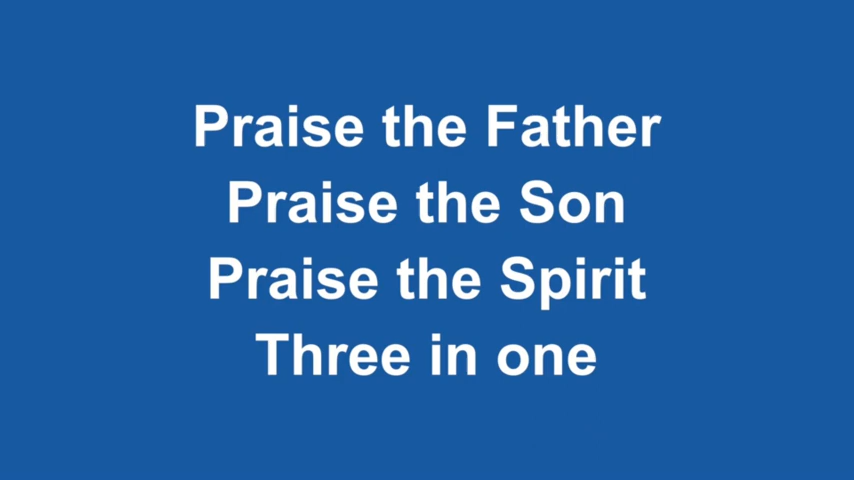 Praise the Father
Praise the Son
Praise the Spirit
Three in one